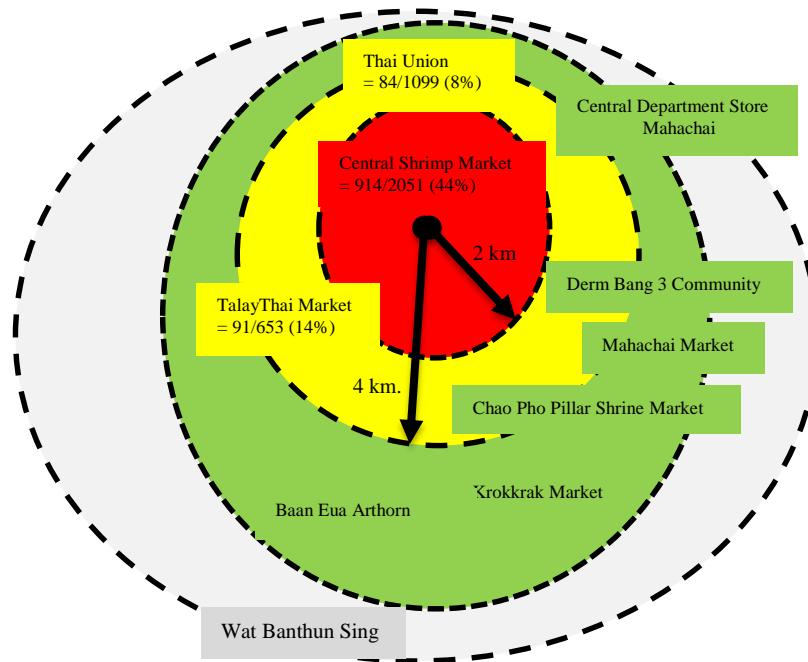 Thai Union
= 84/1099 (8%)
Central Department Store
Mahachai
Central Shrimp Market
= 914/2051 (44%)
2 km
Derm Bang 3 Community
TalayThai Market
= 91/653 (14%)
Mahachai Market
4 km.
Chao Pho Pillar Shrine Market
Krokkrak Market
Baan Eua Arthorn
Wat Banthun Sing